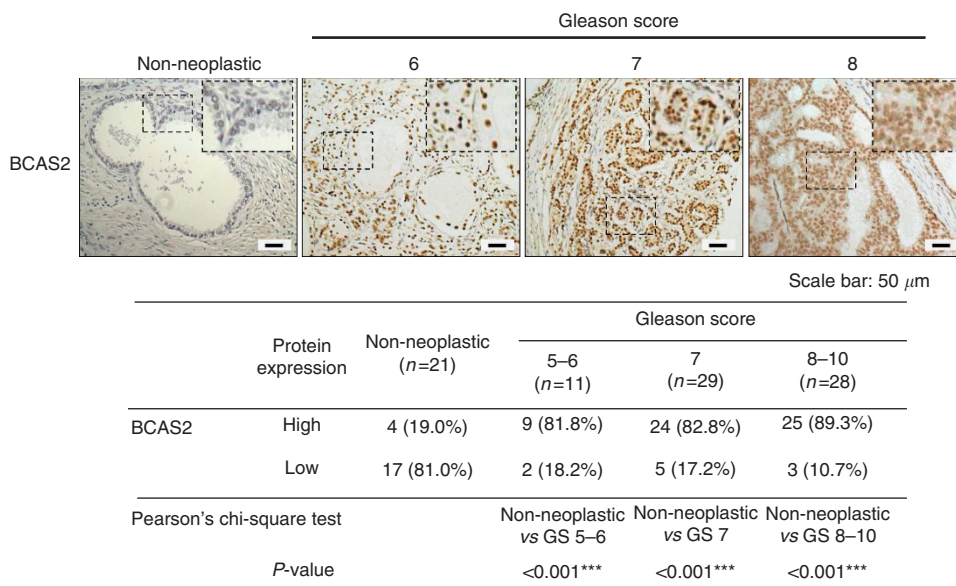 Gleason score
Non-neoplastic 6 7 8
BCAS2
Scale bar: 50 μm
Gleason score
Protein expression Non-neoplastic (n=21) 5–6 (n=11) 7 (n=29) 8–10 (n=28)
BCAS2 High 4 (19.0%) 9 (81.8%) 24 (82.8%) 25 (89.3%)
Low 17 (81.0%) 2 (18.2%) 5 (17.2%) 3 (10.7%)
Pearson's chi-square test Non-neoplastic vs GS 5–6 Non-neoplastic vs GS 7 Non-neoplastic vs GS 8–10
P-value <0.001*** <0.001*** <0.001***